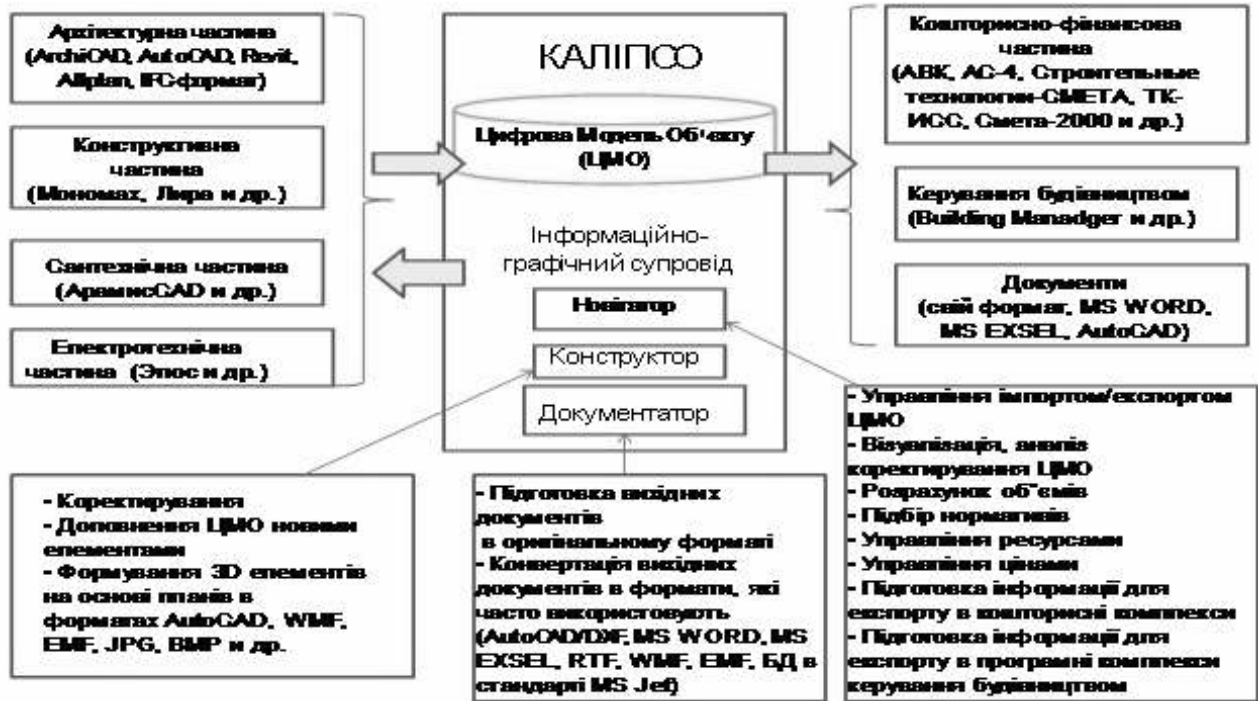 Архітектурна частина
(ArchiCAD, AutoCAD, Revit,
Allplan, IFC-формат)
Конструктивна
частина
(Мономах, Лира и др.)
Сантехнічна частина
(АрамисCAD и др.)
Електротехнічна
частина (Эпос и др.)
КАЛІПСО
Цифрова Модель Об'єкту
(ЦМО)
Інформаційно-
графічний супровід
Новігатор
Конструктор
Документатор
Кошторисно-фінансова
частина
(АВК, АС-4, Строительные
технологии-СМЕТА, ТК-
ИСС, Смета-2000 и др.)
Керування будівництвом
(Building Manadger и др.)
Документи
(свій формат, MS WORD,
MS EXSEL, AutoCAD)
- Коректирування
- Доповнення ЦМО новими
елементами
- Формування 3D елементів
на основі планів в
форматах AutoCAD, WMF,
EMF, JPG, BMP и др.
- Підготовка вихідних
документів
в оригінальному форматі
- Конвертація вихідних
документів в формати, які
часто використовують
(AutoCAD/DXF, MS WORD, MS
EXSEL, RTF, WMF, EMF, БД в
стандарті MS Jet)
- Управління імпортом/експортом
ЦМО
- Візуалізація, аналіз
коректирування ЦМО
- Розрахунок об"ємів
- Підбір нормативів
- Управління ресурсами
- Управління цінами
- Підготовка інформації для
експорту в кошторисні комплекси
- Підготовка інформації для
експорту в програмні комплекси
керування будівництвом